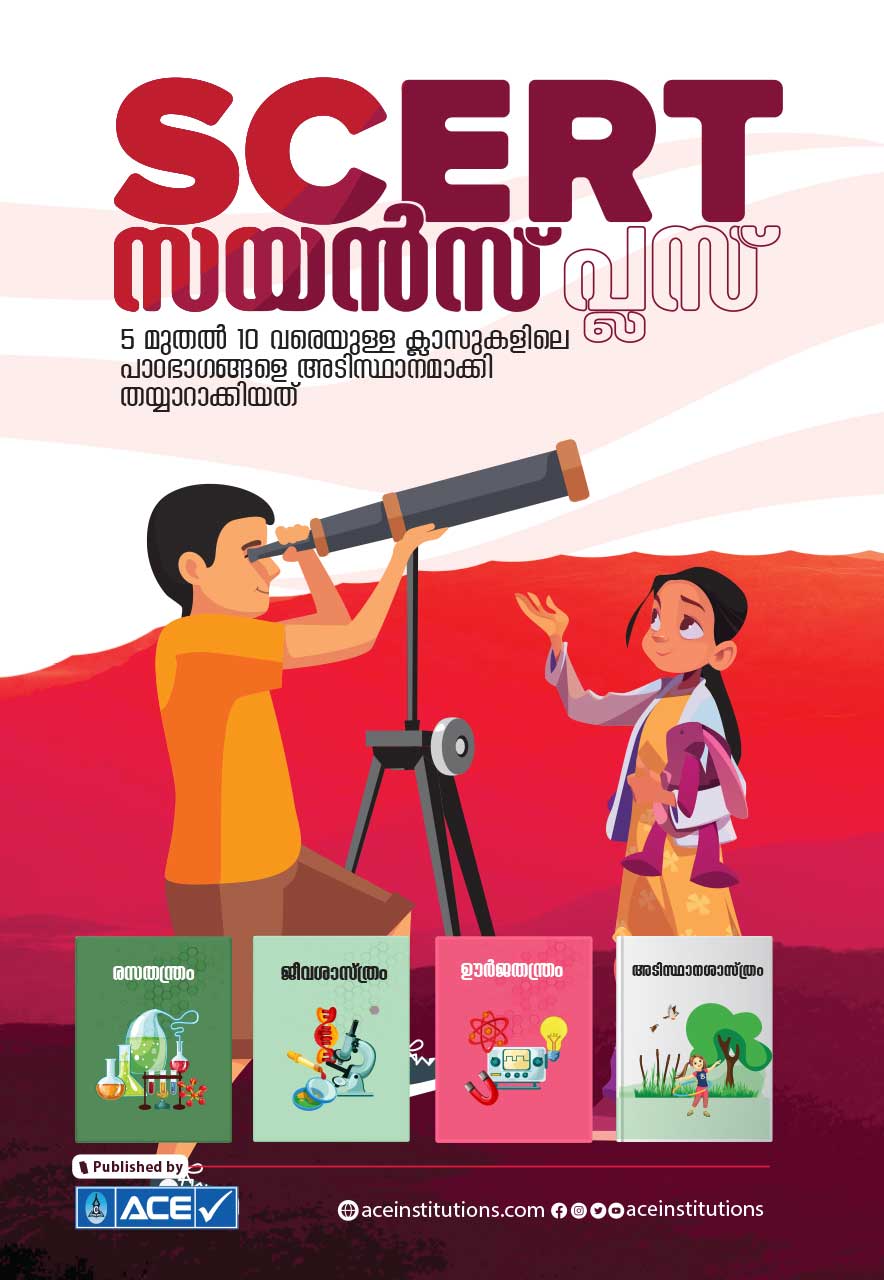 SCERT
സയൻസ് പ്ലസ്
5 മുതൽ 10 വരെയുള്ള ക്ലാസുകളിലെ
പാഠഭാഗങ്ങളെ അടിസ്ഥാനമാക്കി
തയ്യാറാക്കിയത്
രസതന്ത്രം
ജീവശാസ്ത്രം
ഊർജതന്ത്രം
അടിസ്ഥാനശാസ്ത്രം
Published by
ACE
aceinstitutions.com
aceinstitutions